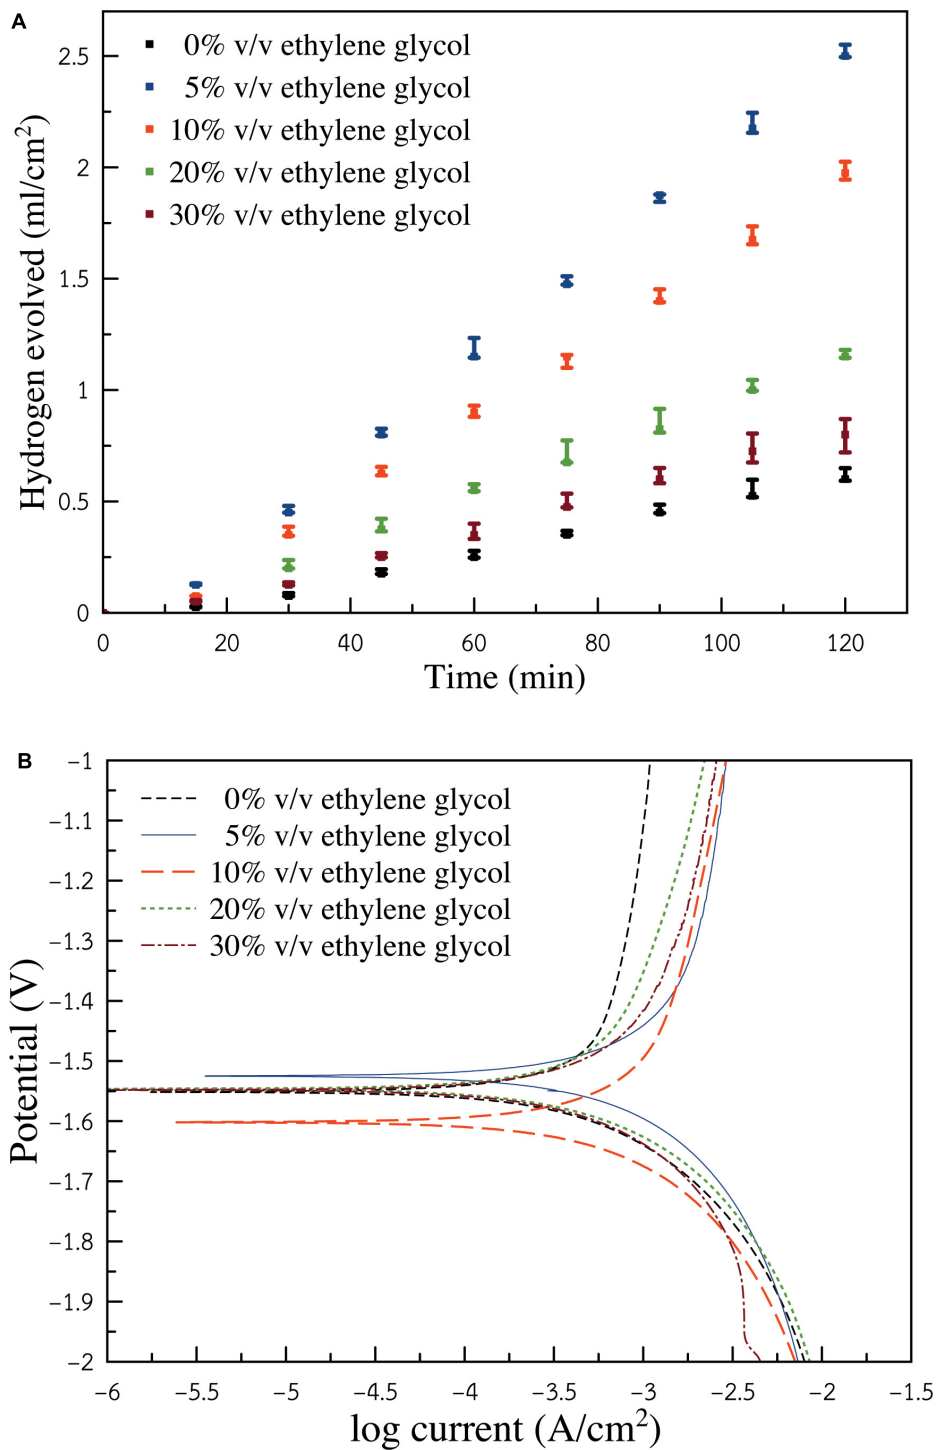 A
0% v/v ethylene glycol
5% v/v ethylene glycol
10% v/v ethylene glycol
20% v/v ethylene glycol
30% v/v ethylene glycol
Hydrogen evolved (ml/cm²)
2.5
2
1.5
1
0.5
0
0 20 40 60 80 100 120
Time (min)
B
0% v/v ethylene glycol
5% v/v ethylene glycol
10% v/v ethylene glycol
20% v/v ethylene glycol
30% v/v ethylene glycol
Potential (V)
−1
−1.1
−1.2
−1.3
−1.4
−1.5
−1.6
−1.7
−1.8
−1.9
−2
−6 −5.5 −5 −4.5 −4 −3.5 −3 −2.5 −2 −1.5
log current (A/cm²)